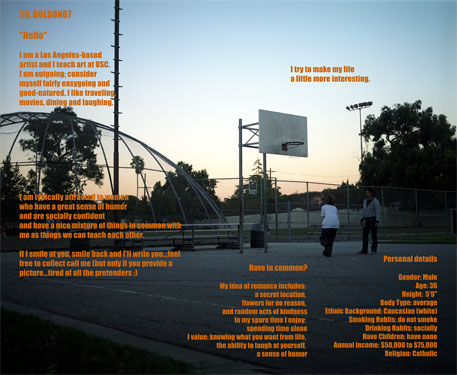 20. BOLSUN67
"Hello"
I am a Los Angeles-based
artist and I teach art at USC.
I am outgoing; consider
myself fairly easygoing and
good-natured. I like traveling,
movies, dining and laughing.
I try to make my life
a little more interesting.
I am typically attracted to women
who have a great sense of humor
and are socially confident
and have a nice mixture of things in common with
me as things we can teach each other.
If I smile at you, smile back and I'll write you...feel
free to collect call me (but only if you provide a
picture...tired of all the pretenders ;)
Have in common?
My idea of romance includes:
a secret location,
flowers for no reason,
and random acts of kindness
in my spare time I enjoy:
spending time alone
I value: knowing what you want from life,
the ability to laugh at yourself,
a sense of humor
Personal details
Gender: Male
Age: 36
Height: 5'9"
Body Type: average
Ethnic Background: Caucasian (white)
Smoking Habits: do not smoke
Drinking Habits: socially
Have Children: have none
Annual Income: $50,000 to $75,000
Religion: Catholic